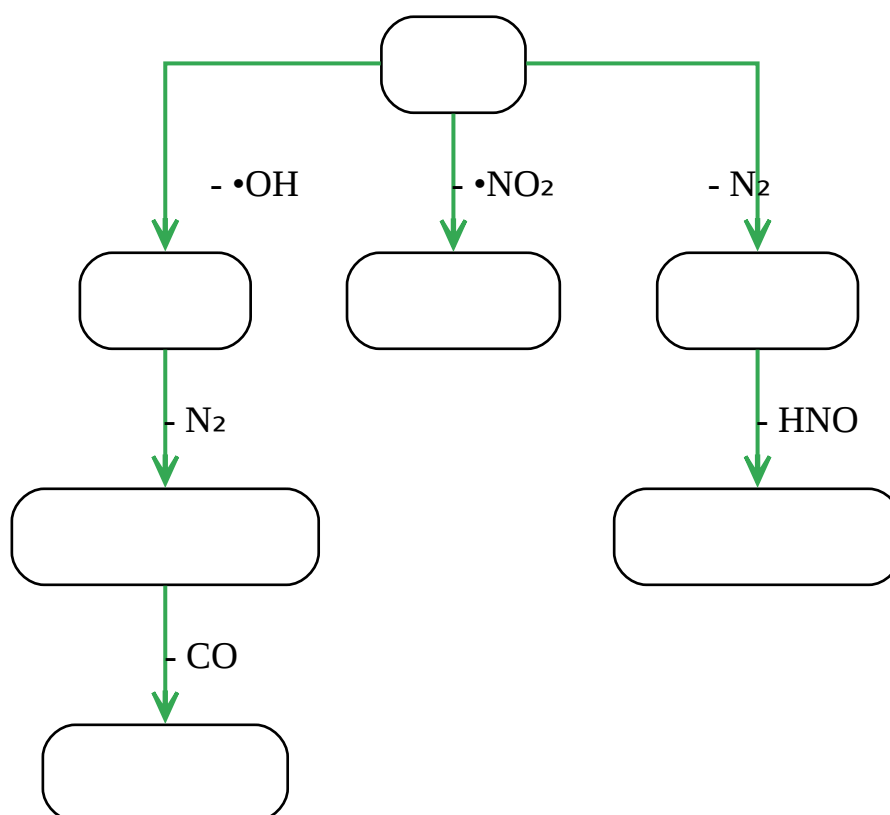 - •OH
- •NO₂
- N₂
- N₂
- HNO
- CO